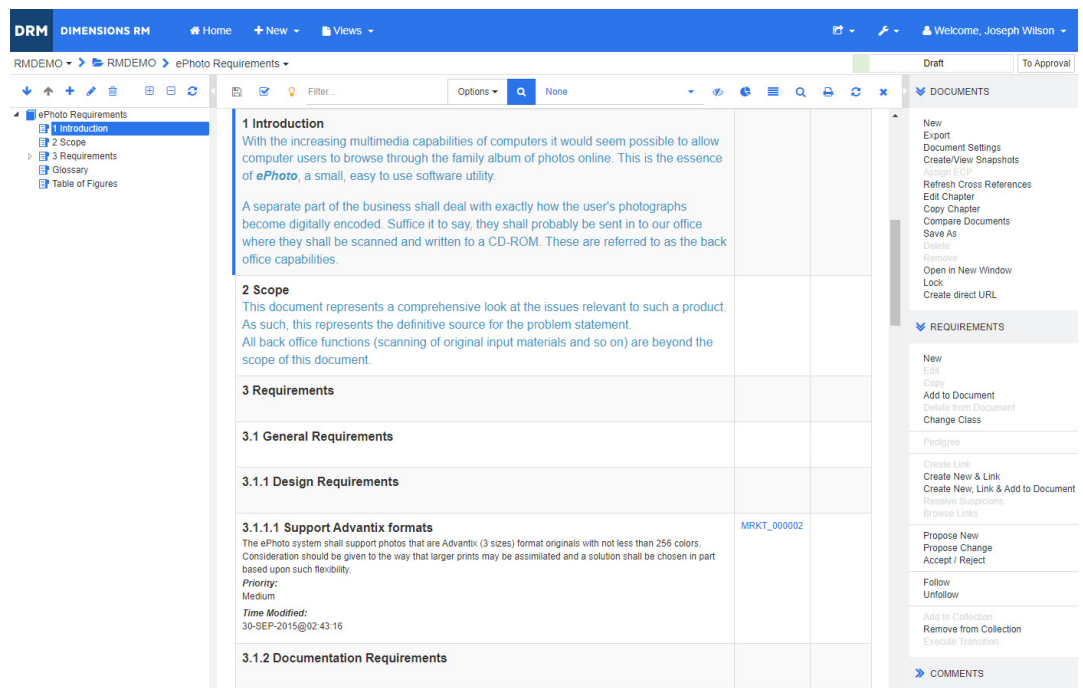 DRM DIMENSIONS RM Home New Views Welcome, Joseph Wilson
RMDEMO RMDEMO ePhoto Requirements Draft To Approval
Filter... Options None
ePhoto Requirements
1 Introduction
2 Scope
3 Requirements
Glossary
Table of Figures
1 Introduction
With the increasing multimedia capabilities of computers it would seem possible to allow
computer users to browse through the family album of photos online. This is the essence
of ePhoto, a small, easy to use software utility.
A separate part of the business shall deal with exactly how the user's photographs
become digitally encoded. Suffice it to say, they shall probably be sent in to our office
where they shall be scanned and written to a CD-ROM. These are referred to as the back
office capabilities.
2 Scope
This document represents a comprehensive look at the issues relevant to such a product.
As such, this represents the definitive source for the problem statement.
All back office functions (scanning of original input materials and so on) are beyond the
scope of this document.
3 Requirements
3.1 General Requirements
3.1.1 Design Requirements
3.1.1.1 Support Advantix formats MRKT_000002
The ePhoto system shall support photos that are Advantix (3 sizes) format originals with not less than 256 colors.
Consideration should be given to the way that larger prints may be assimilated and a solution shall be chosen in part
based upon such flexibility.
Priority:
Medium
Time Modified:
30-SEP-2015@02:43:16
3.1.2 Documentation Requirements
DOCUMENTS
New
Export
Document Settings
Create/View Snapshots
Assign ECP
Refresh Cross References
Edit Chapter
Copy Chapter
Compare Documents
Save As
Delete
Remove
Open in New Window
Lock
Create direct URL
REQUIREMENTS
New
Edit
Copy
Add to Document
Delete from Document
Change Class
Pedigree
Create Link
Create New & Link
Create New, Link & Add to Document
Resolve Suspicions
Browse Links
Propose New
Propose Change
Accept / Reject
Follow
Unfollow
Add to Collection
Remove from Collection
Execute Transition
COMMENTS